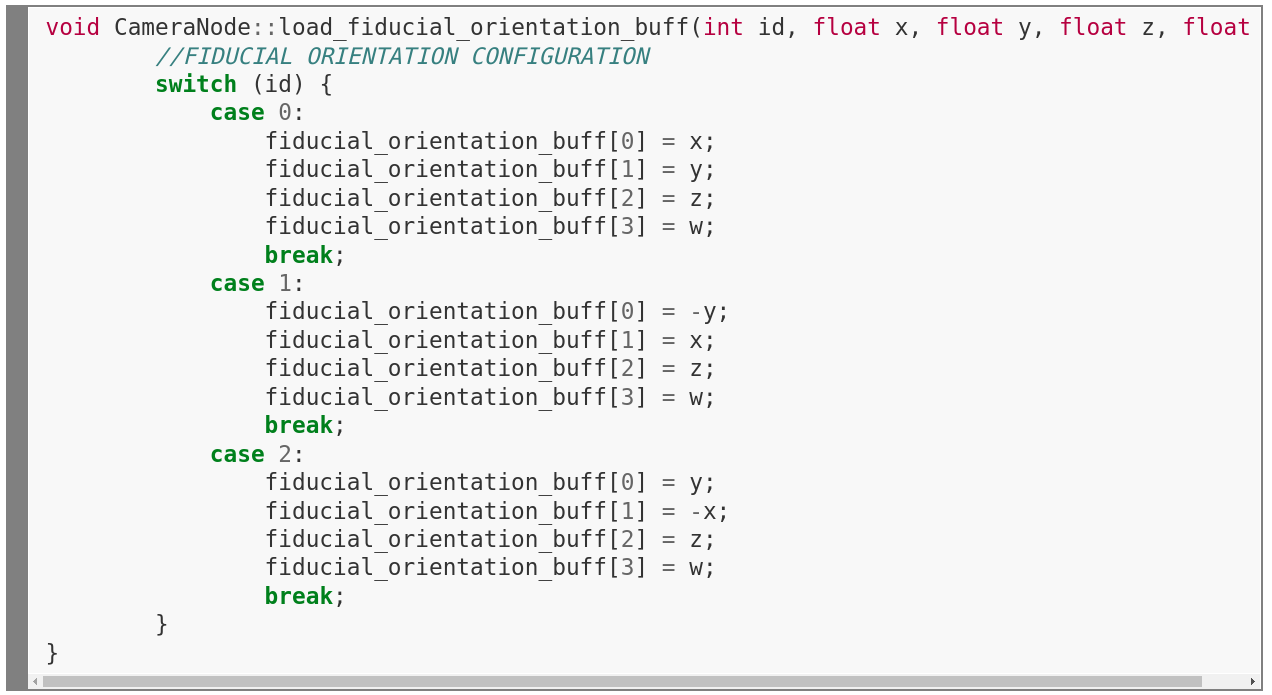 void CameraNode::load_fiducial_orientation_buff(int id, float x, float y, float z, float
        //FIDUCIAL ORIENTATION CONFIGURATION
        switch (id) {
            case 0:
                fiducial_orientation_buff[0] = x;
                fiducial_orientation_buff[1] = y;
                fiducial_orientation_buff[2] = z;
                fiducial_orientation_buff[3] = w;
                break;
            case 1:
                fiducial_orientation_buff[0] = -y;
                fiducial_orientation_buff[1] = x;
                fiducial_orientation_buff[2] = z;
                fiducial_orientation_buff[3] = w;
                break;
            case 2:
                fiducial_orientation_buff[0] = y;
                fiducial_orientation_buff[1] = -x;
                fiducial_orientation_buff[2] = z;
                fiducial_orientation_buff[3] = w;
                break;
        }
}